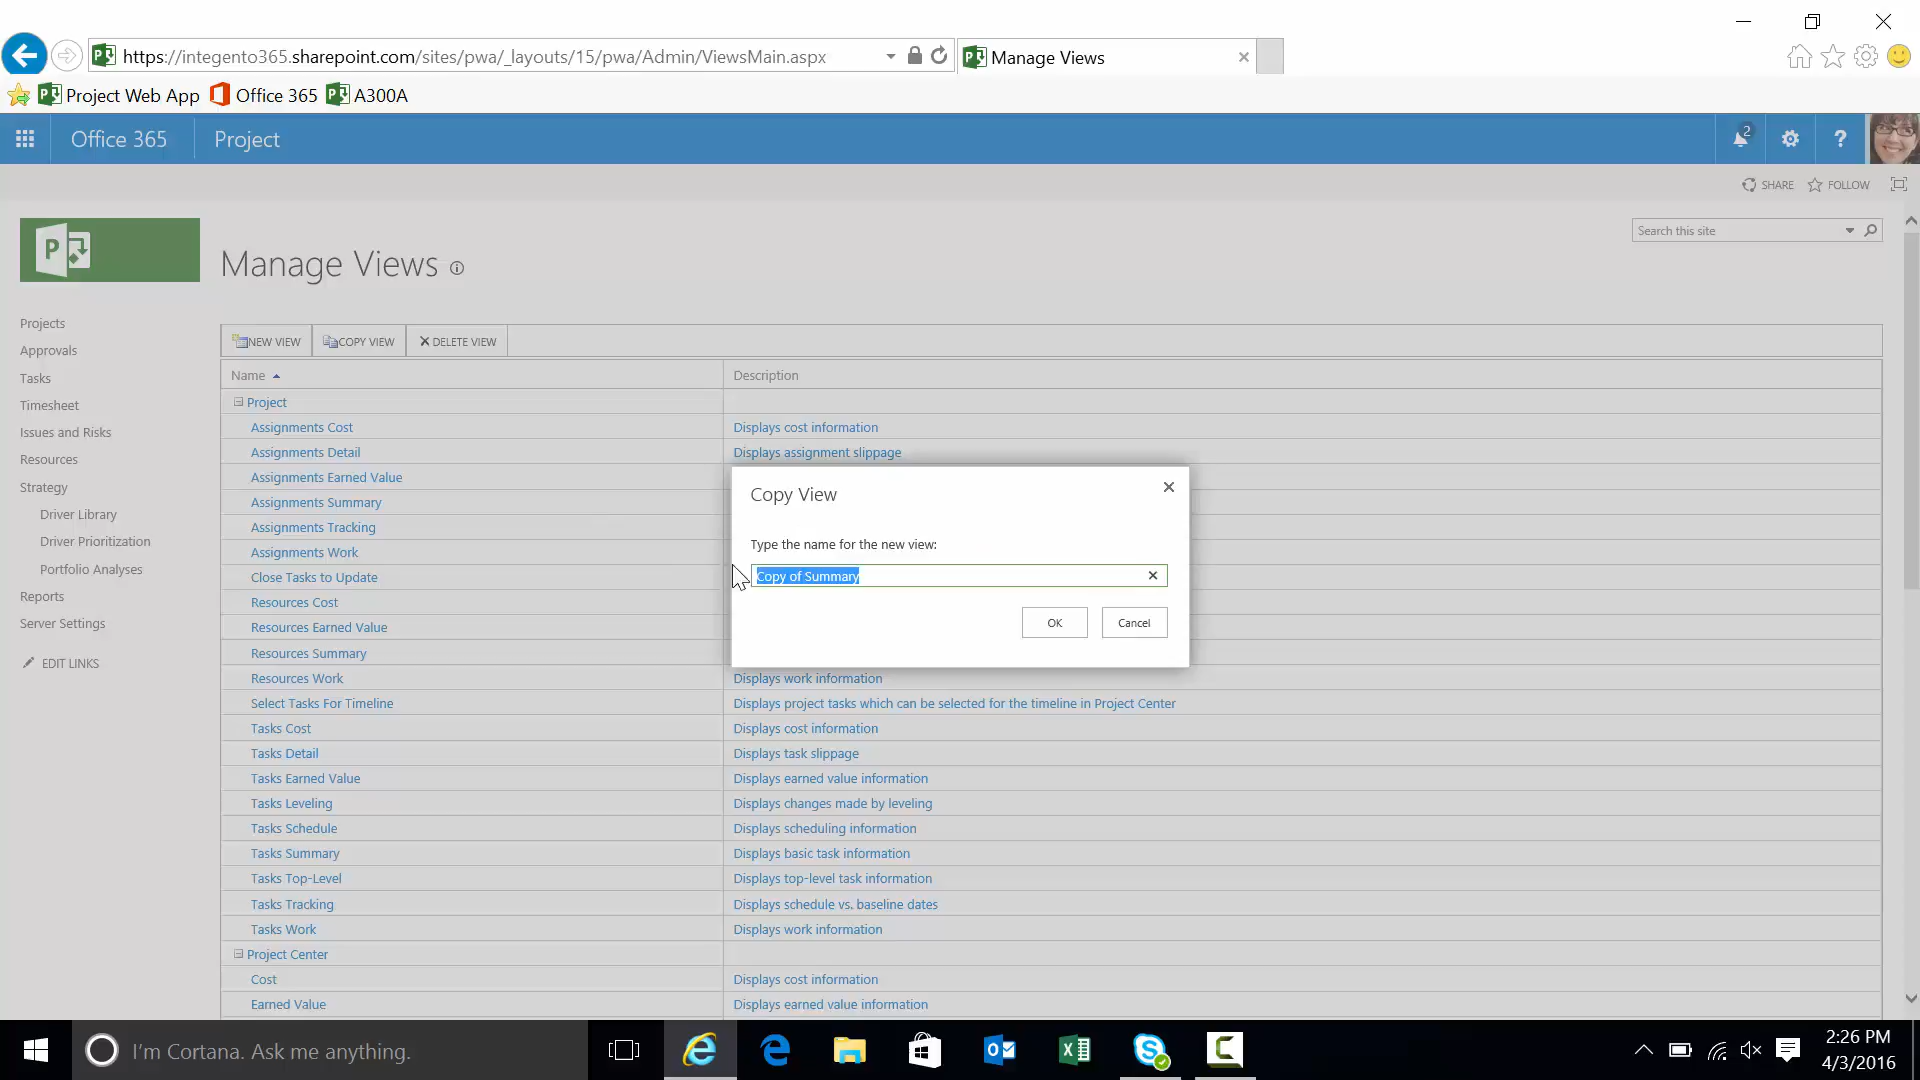 https://integento365.sharepoint.com/sites/pwa/_layouts/15/pwa/Admin/ViewsMain.aspx
Manage Views
Project Web App
Office 365
A300A
Office 365
Project
2
?
SHARE
FOLLOW
P
Manage Views
Search this site
Projects
Approvals
Tasks
Timesheet
Issues and Risks
Resources
Strategy
Driver Library
Driver Prioritization
Portfolio Analyses
Reports
Server Settings
EDIT LINKS
NEW VIEW
COPY VIEW
DELETE VIEW
Name
Description
Project
Assignments Cost
Displays cost information
Assignments Detail
Displays assignment slippage
Assignments Earned Value
Assignments Summary
Assignments Tracking
Assignments Work
Close Tasks to Update
Resources Cost
Resources Earned Value
Resources Summary
Resources Work
Displays work information
Select Tasks For Timeline
Displays project tasks which can be selected for the timeline in Project Center
Tasks Cost
Displays cost information
Tasks Detail
Displays task slippage
Tasks Earned Value
Displays earned value information
Tasks Leveling
Displays changes made by leveling
Tasks Schedule
Displays scheduling information
Tasks Summary
Displays basic task information
Tasks Top-Level
Displays top-level task information
Tasks Tracking
Displays schedule vs. baseline dates
Tasks Work
Displays work information
Project Center
Cost
Displays cost information
Earned Value
Displays earned value information
Copy View
Type the name for the new view:
Copy of Summary
OK
Cancel
I'm Cortana. Ask me anything.
2:26 PM
4/3/2016